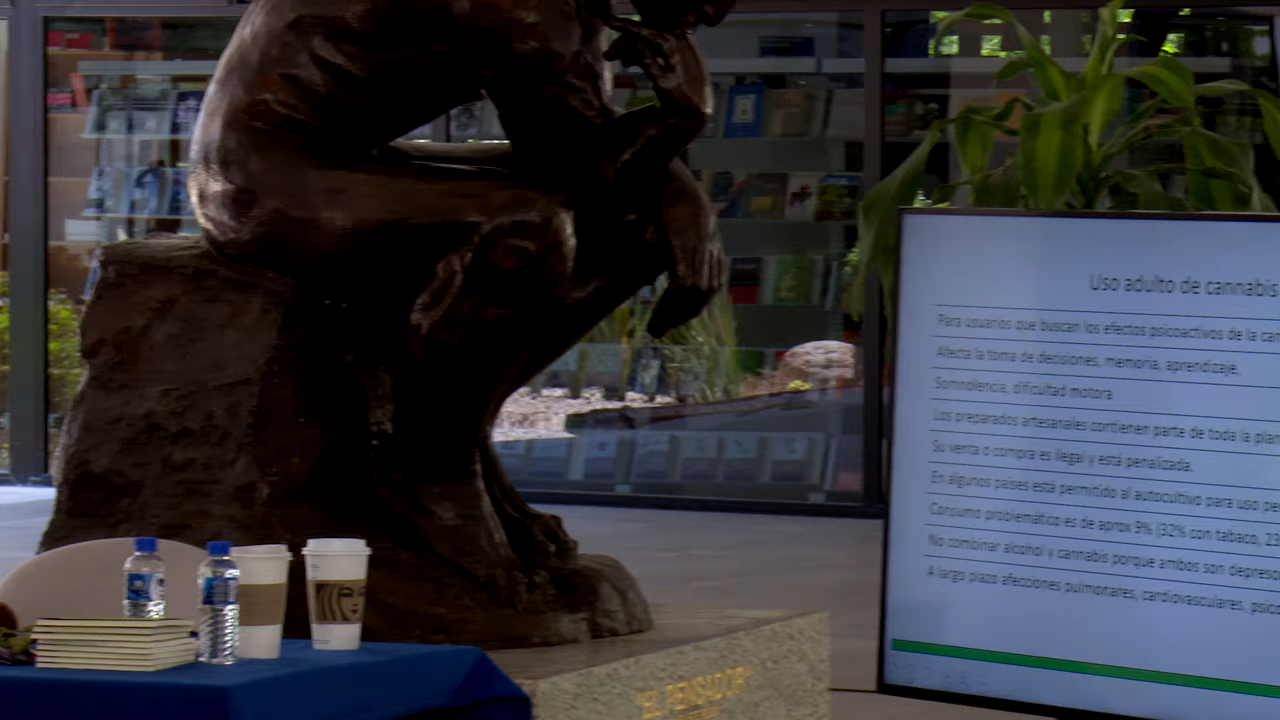 Uso adulto de cannabis
Para usuarios que buscan los efectos psicoactivos de la
Afecta la toma de decisiones, memoria, aprendizaje.
Somnolencia, dificultad motora
Los preparados artesanales contienen parte de toda la
Su venta o compra es ilegal y está penalizada.
En algunos países está permitido al autocultivo para uso
Consumo problemático es de aprox 9% (32% con tabaco, 23
No combinar alcohol y cannabis porque ambos son
A largo plazo afecciones pulmonares, cardiovasculares,
"EL PENSADOR"